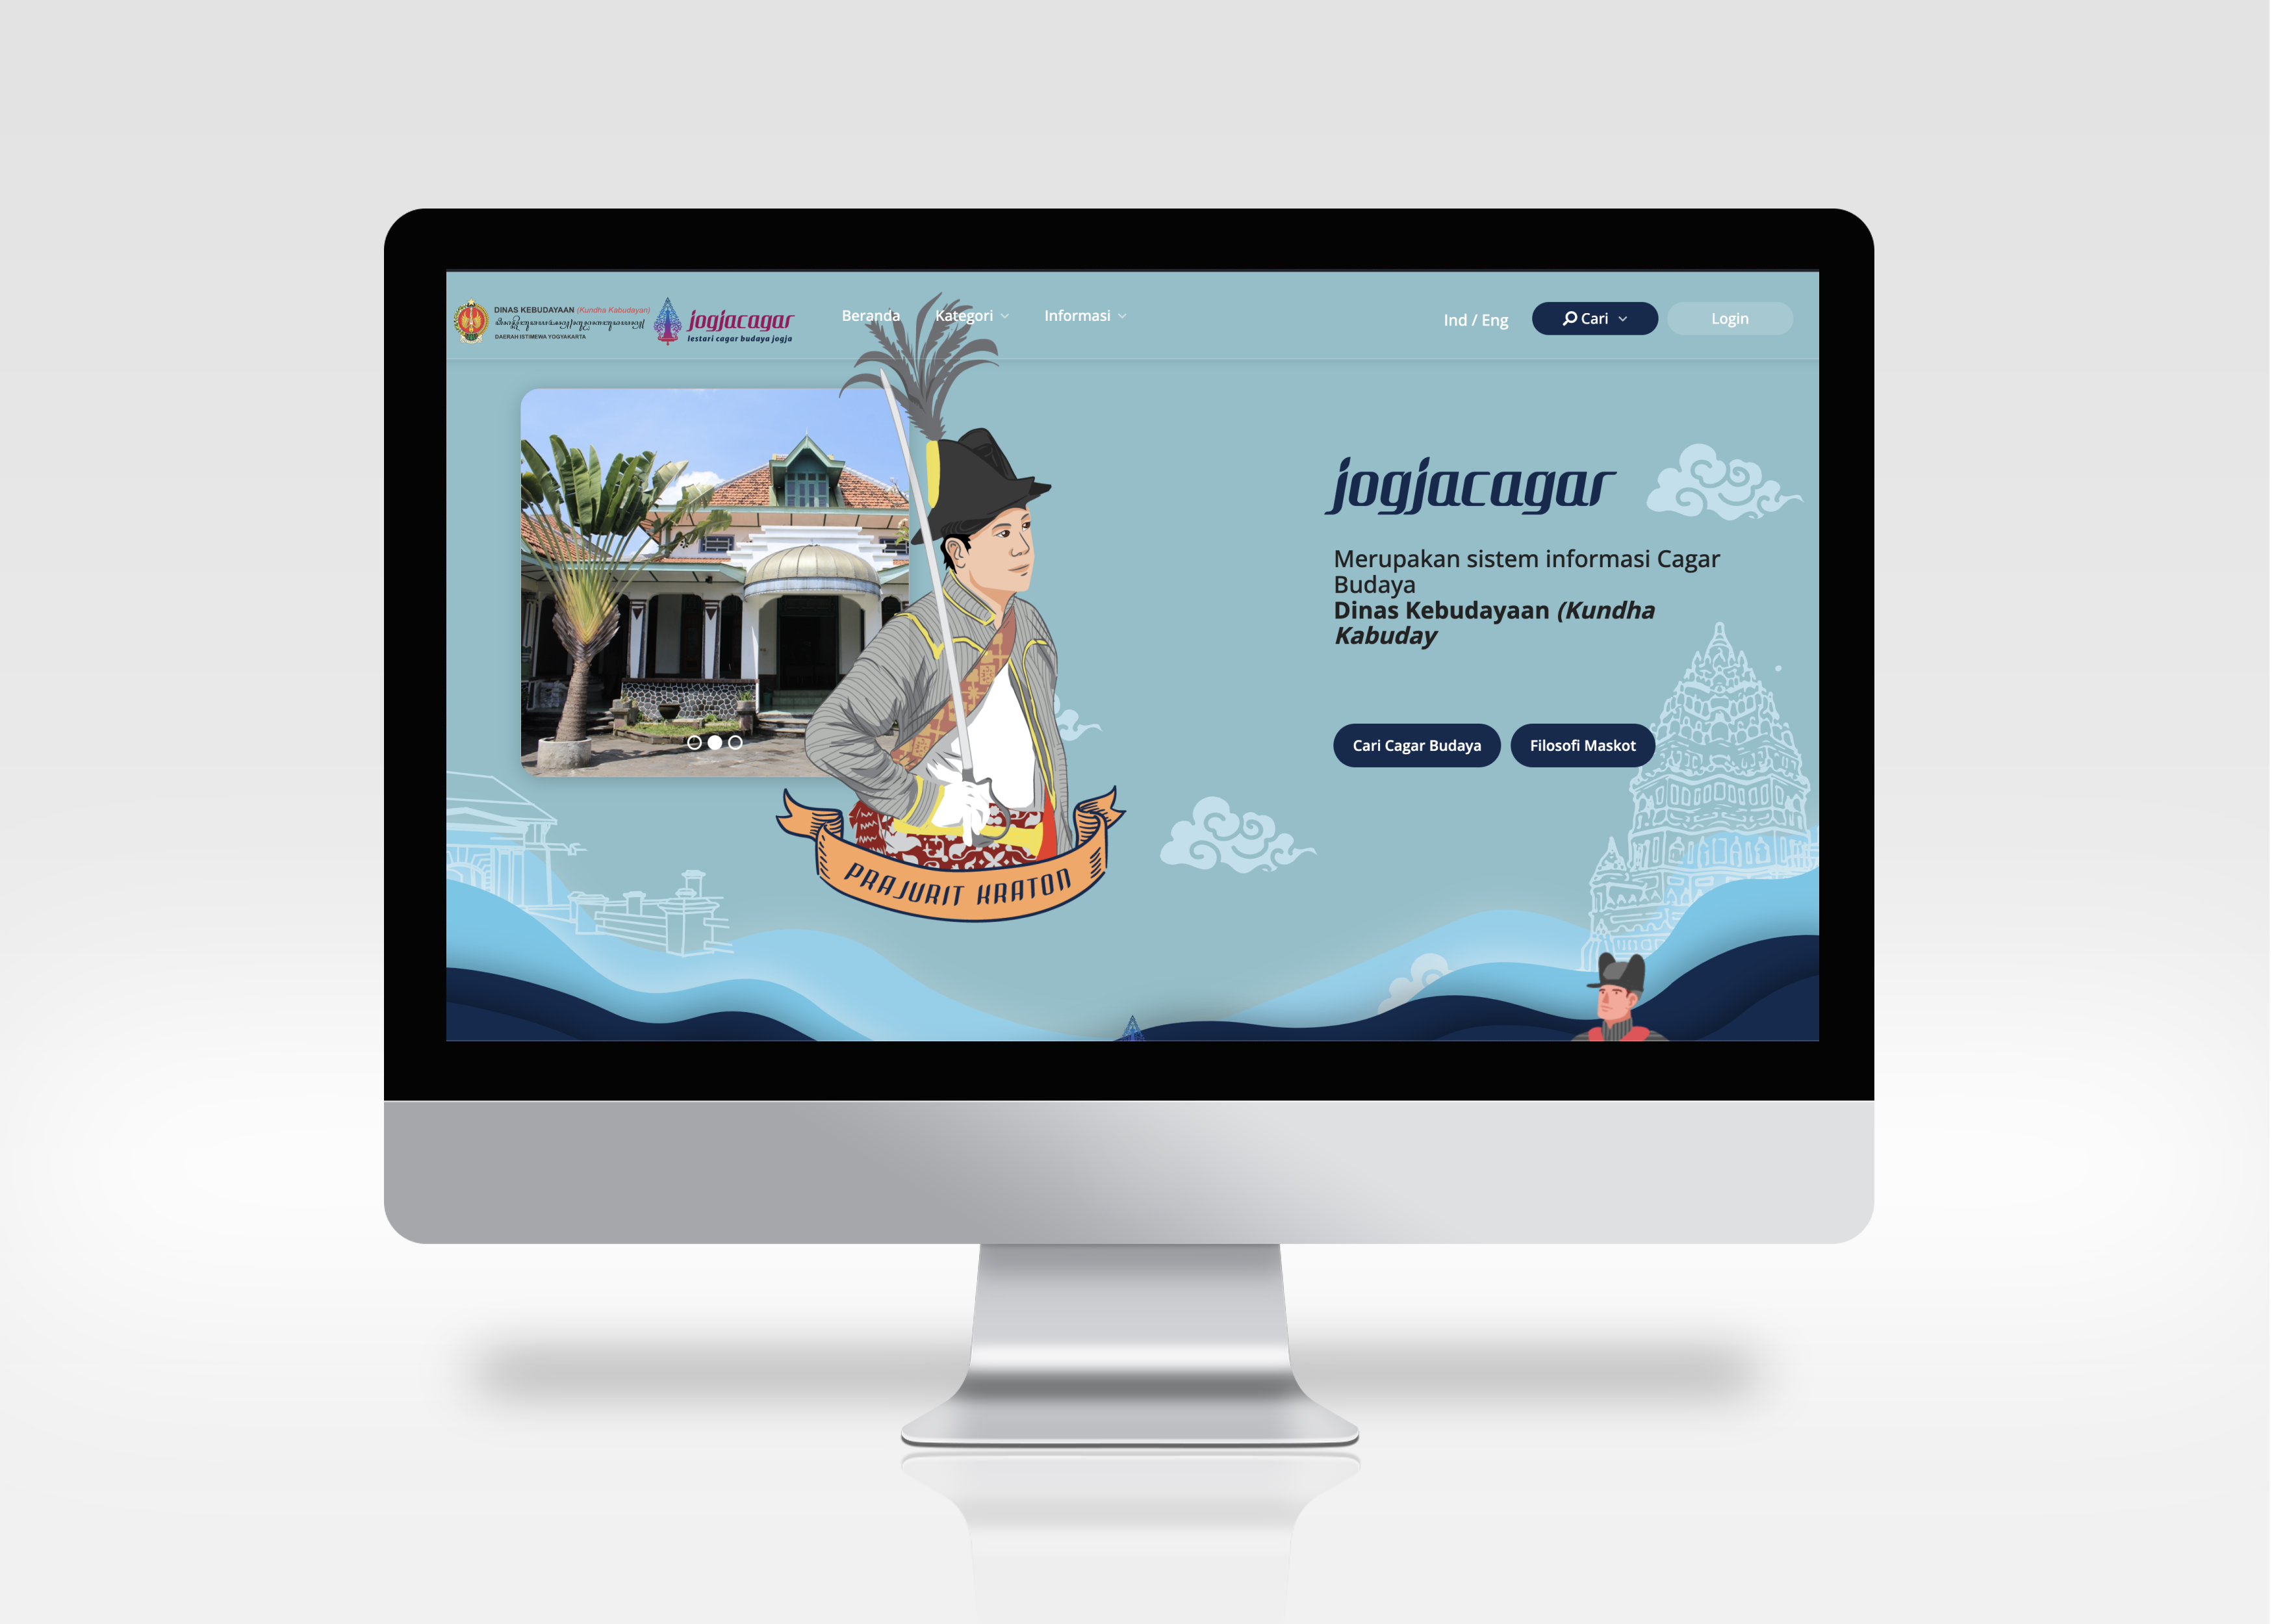 DINAS KEBUDAYAAN (Kundha Kabudayan)
DAERAH ISTIMEWA YOGYAKARTA
jogjacagar
lestari cagar budaya jogja
Beranda
Kategori
Informasi
Ind / Eng
Cari
Login
jogjacagar
Merupakan sistem informasi Cagar
Budaya
Dinas Kebudayaan (Kundha
Kabuday
Cari Cagar Budaya
Filosofi Maskot
PRAJURIT KRATON